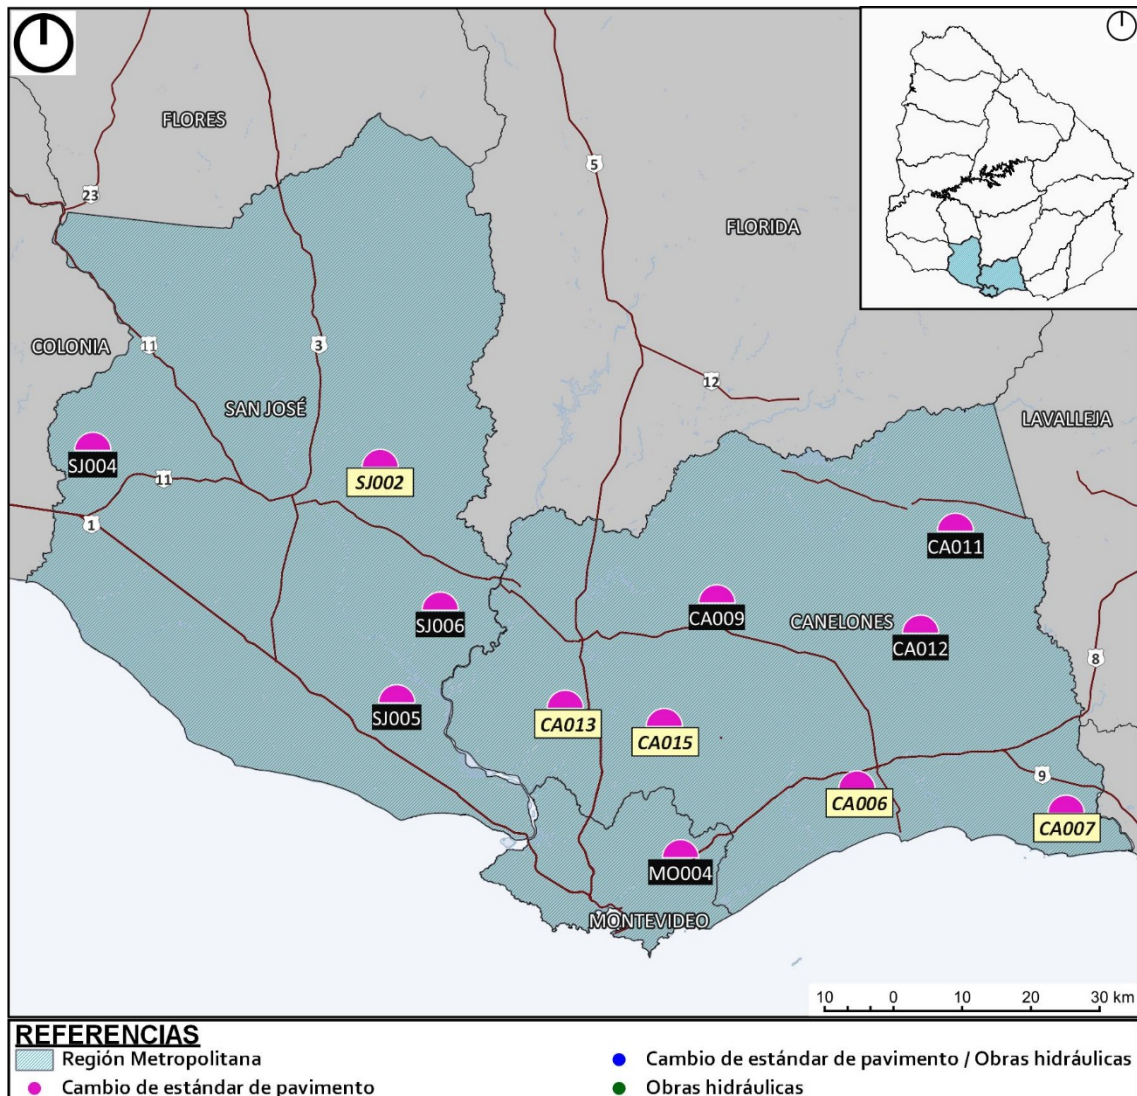 FLORES
23
5
FLORIDA
COLONIA
11
3
12
SAN JOSÉ
LAVALLEJA
SJ004
SJ002
11
1
CA011
CA009
SJ006
CANELONES
CA012
8
SJ005
CA013
CA015
9
CA006
CA007
MO004
MONTEVIDEO
10 0 10 20 30 km
REFERENCIAS
Región Metropolitana
Cambio de estándar de pavimento / Obras hidráulicas
Cambio de estándar de pavimento
Obras hidráulicas